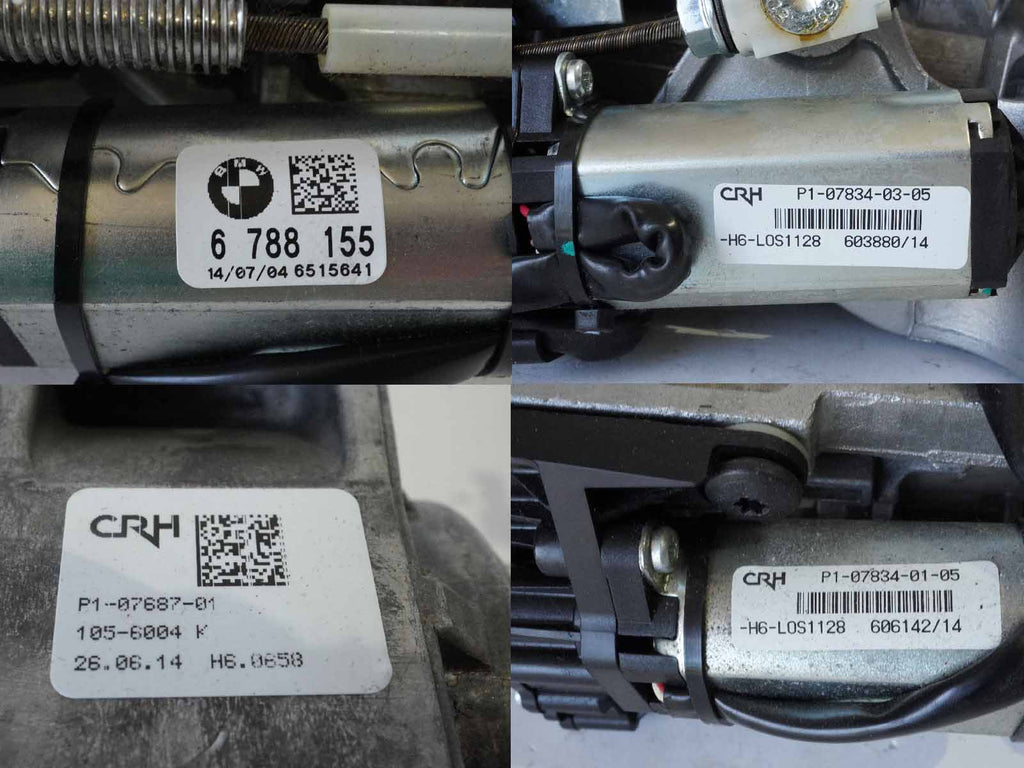 BMW
6 788 155
14/07/04 6515641
CRH P1-07834-03-05
-H6-LOS1128 603880/14
CRH
P1-07687-01
105-6004 K
26.06.14 H6.0658
CRH P1-07834-01-05
-H6-LOS1128 606142/14